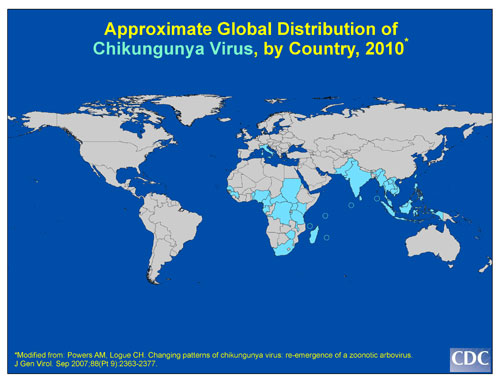 Approximate Global Distribution of
Chikungunya Virus, by Country, 2010*
*Modified from: Powers AM, Logue CH. Changing patterns of chikungunya virus: re-emergence of a zoonotic arbovirus.
J Gen Virol. Sep 2007;88(Pt 9):2363-2377.
CDC